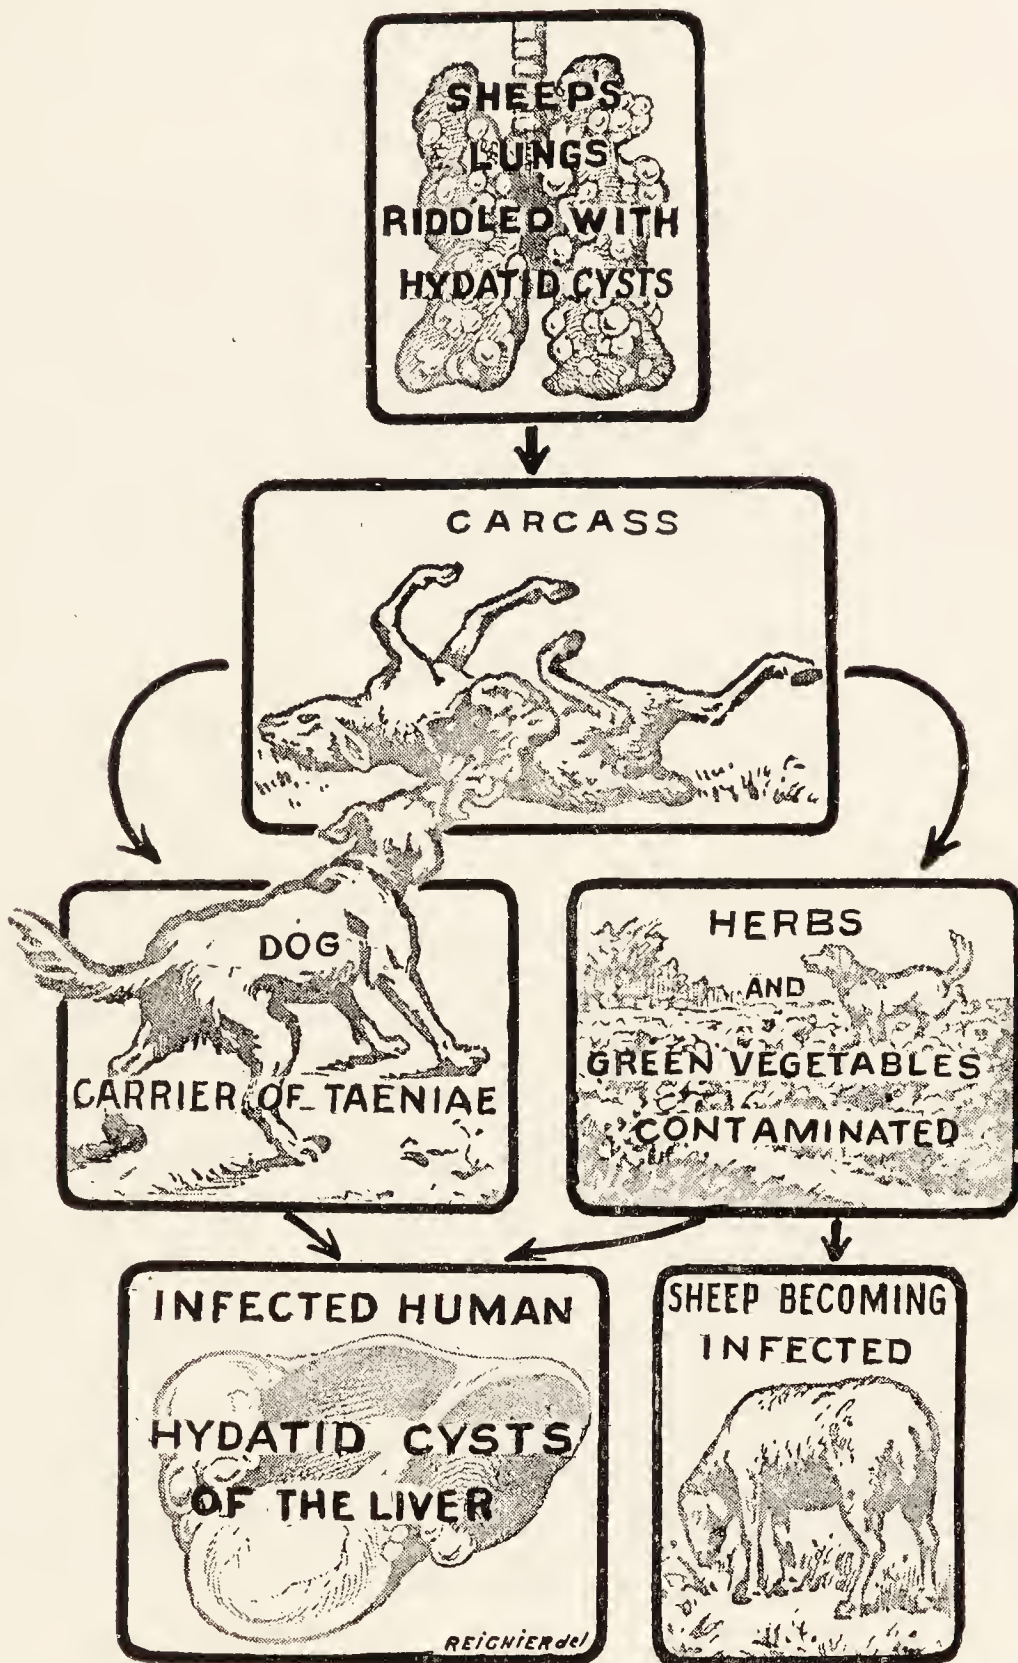 SHEEPS
LUNGS
RIDDLED WITH
HYDATID CYSTS
CARCASS
DOG
CARRIER OF TAENIAE
HERBS
AND
GREEN VEGETABLES
CONTAMINATED
INFECTED HUMAN
HYDATID CYSTS
OF THE LIVER
REIGNIER del
SHEEP BECOMING
INFECTED